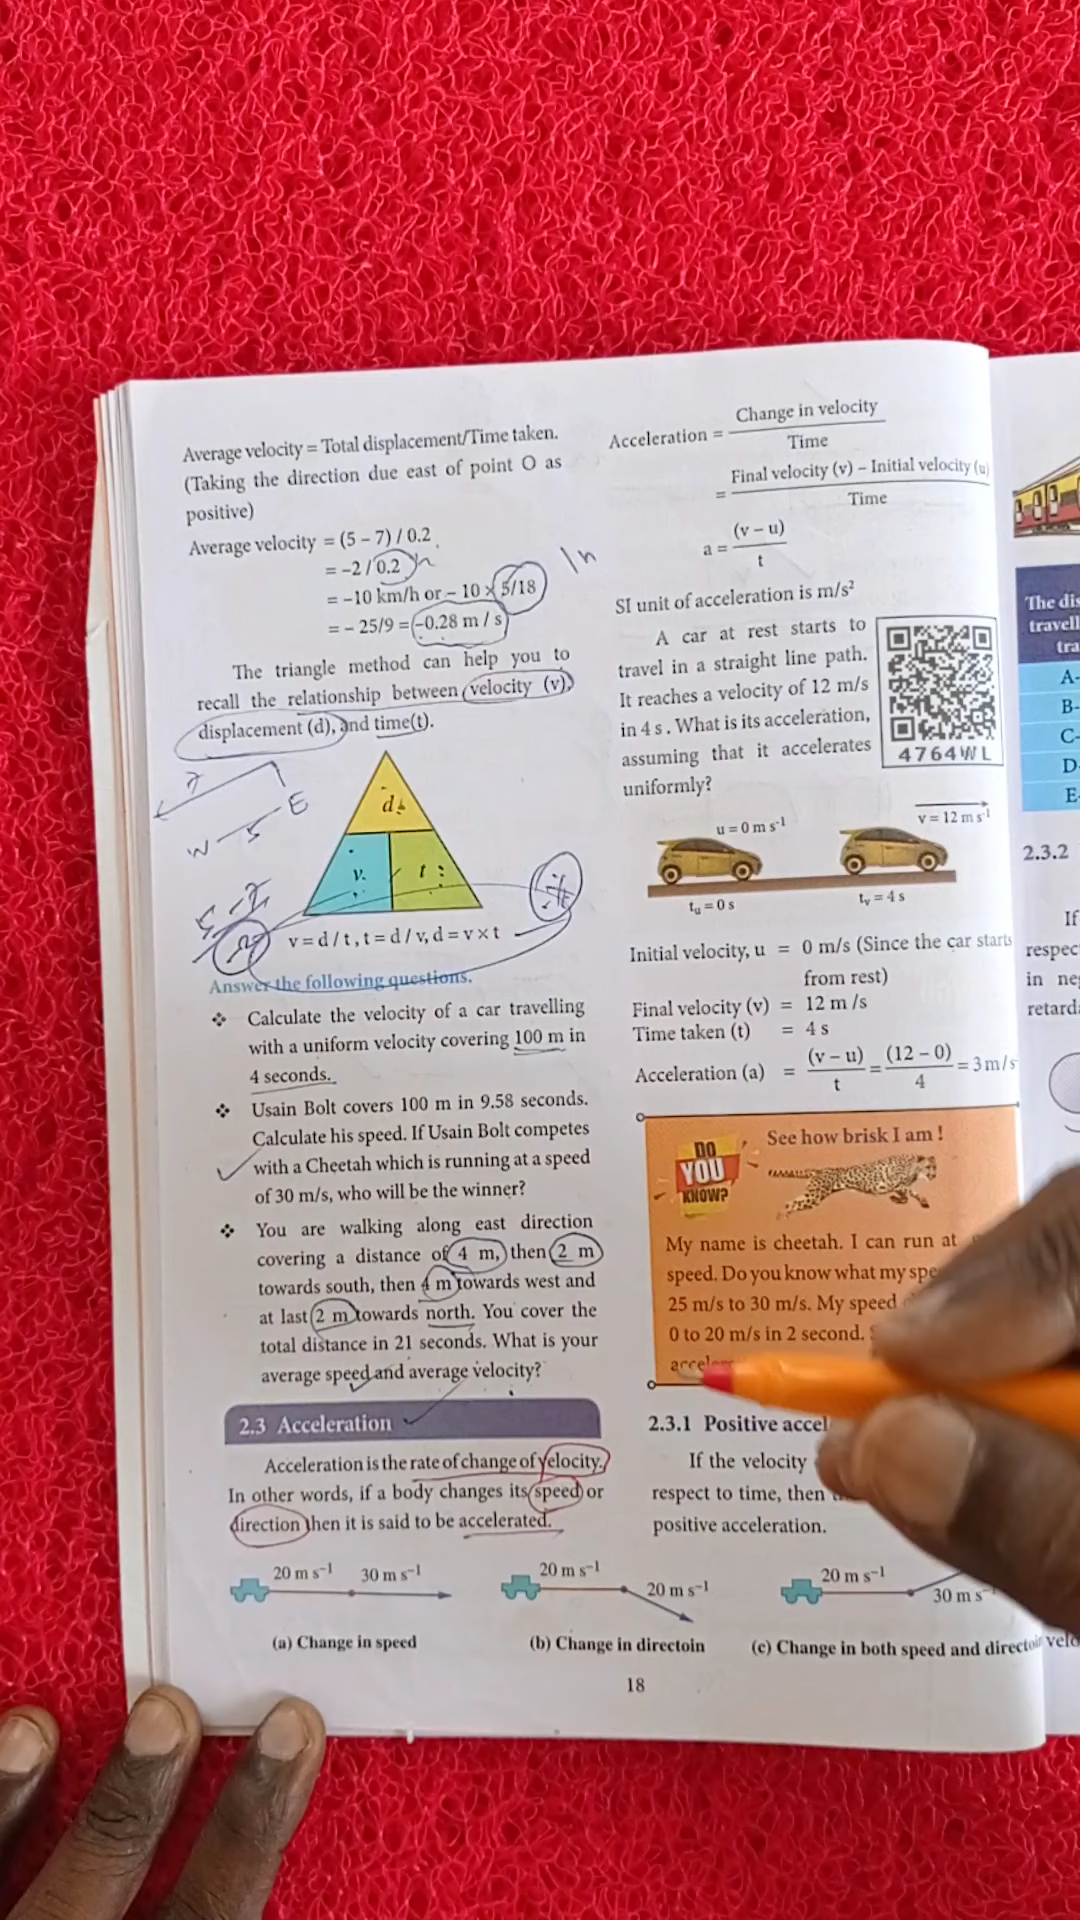 Average velocity = Total displacement/Time taken.
(Taking the direction due east of point O as
positive)
Average velocity = (5 – 7) / 0.2
= –2 / 0.2 h
= –10 km/h or – 10 × 5/18
= – 25/9 = –0.28 m / s
The triangle method can help you to
recall the relationship between velocity (v),
displacement (d), and time(t).
7
W 5 E
d
v t
v = d / t , t = d / v, d = v × t
Answer the following questions.
❖ Calculate the velocity of a car travelling
with a uniform velocity covering 100 m in
4 seconds.
❖ Usain Bolt covers 100 m in 9.58 seconds.
Calculate his speed. If Usain Bolt competes
with a Cheetah which is running at a speed
of 30 m/s, who will be the winner?
❖ You are walking along east direction
covering a distance of 4 m, then 2 m
towards south, then 4 m towards west and
at last 2 m towards north. You cover the
total distance in 21 seconds. What is your
average speed and average velocity?
2.3 Acceleration
Acceleration is the rate of change of velocity.
In other words, if a body changes its speed or
direction then it is said to be accelerated.
Acceleration = Change in velocity
Time
= Final velocity (v) – Initial velocity (u)
Time
a = (v – u)
t
SI unit of acceleration is m/s²
A car at rest starts to
travel in a straight line path.
It reaches a velocity of 12 m/s
in 4 s . What is its acceleration,
assuming that it accelerates
uniformly?
4764WL
u = 0 m s⁻¹
v = 12 m s⁻¹
tᵤ = 0 s
tᵥ = 4 s
Initial velocity, u = 0 m/s (Since the car starts
from rest)
Final velocity (v) = 12 m /s
Time taken (t) = 4 s
Acceleration (a) = (v – u) / t = (12 – 0) / 4 = 3 m/s
DO
YOU
KNOW?
See how brisk I am !
My name is cheetah. I can run at
speed. Do you know what my
25 m/s to 30 m/s. My speed
0 to 20 m/s in 2 second.
2.3.1 Positive
If the velocity
respect to time, then
positive acceleration.
20 m s⁻¹ 30 m s⁻¹
(a) Change in speed
20 m s⁻¹
20 m s⁻¹
(b) Change in directoin
20 m s⁻¹
30 m s⁻¹
(c) Change in both speed and directoin
18
The
A-
B-
C-
D-
E-
2.3.2
If
in